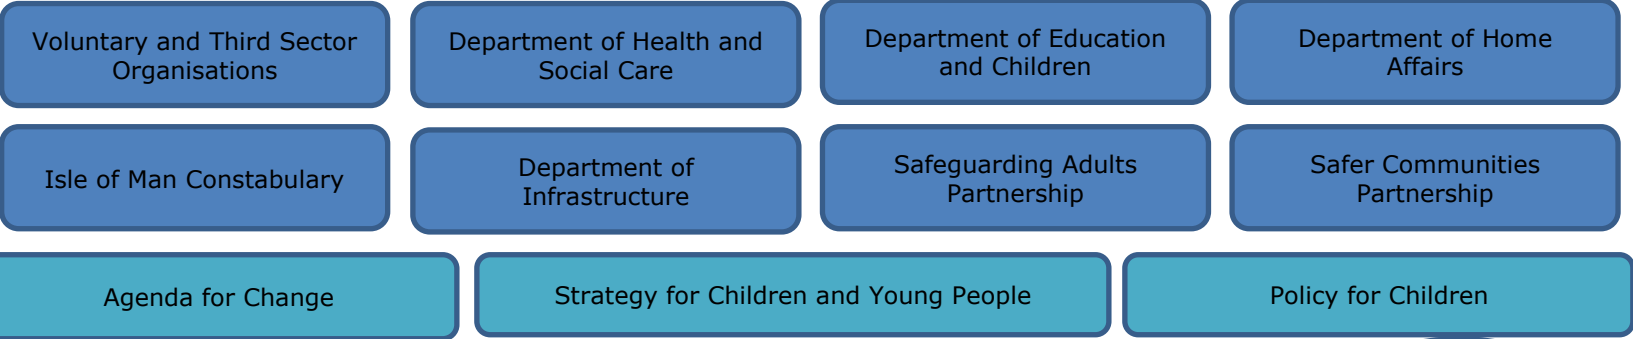 Voluntary and Third Sector
Organisations
Department of Health and
Social Care
Department of Education
and Children
Department of Home
Affairs
Isle of Man Constabulary
Department of
Infrastructure
Safeguarding Adults
Partnership
Safer Communities
Partnership
Agenda for Change
Strategy for Children and Young People
Policy for Children